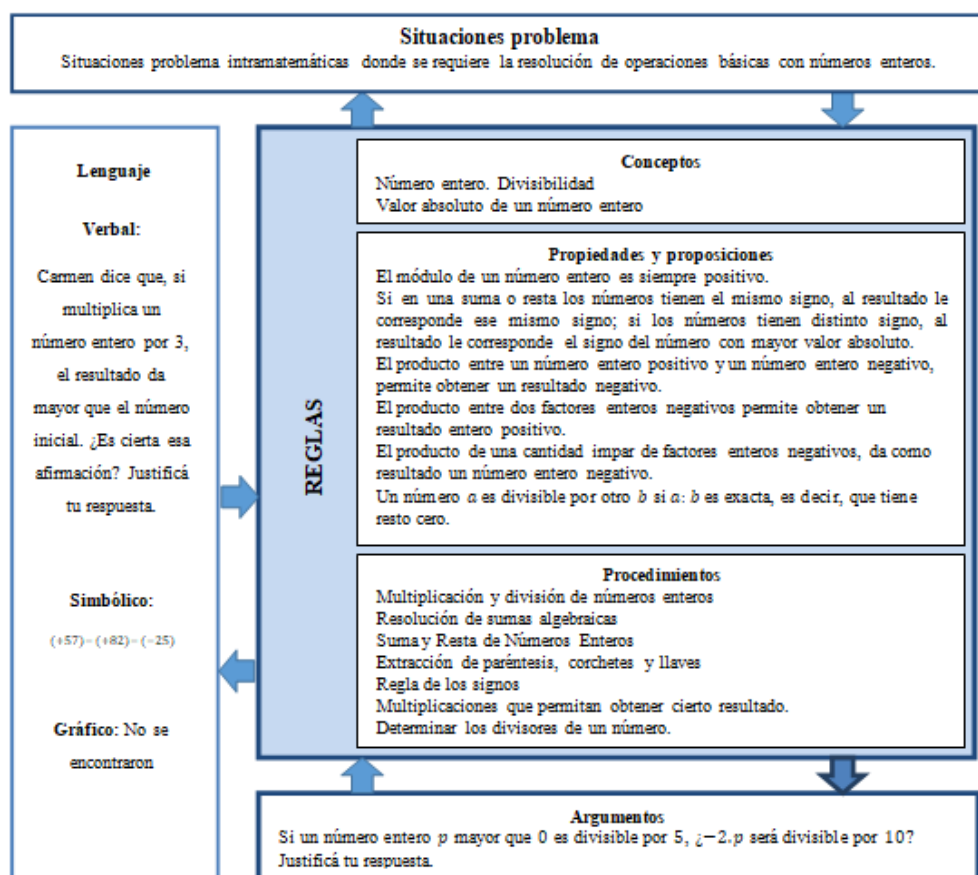 Situaciones problema
Situaciones problema intramatemáticas donde se requiere la resolución de operaciones básicas con números enteros.
Lenguaje
Verbal:
Carmen dice que, si
multiplica un
número entero por 3,
el resultado da
mayor que el número
inicial. ¿Es cierta esa
afirmación? Justificá
tu respuesta.
Simbólico:
(+57)-(+82)-(-25)
Gráfico: No se
encontraron
REGLAS
Conceptos
Número entero. Divisibilidad
Valor absoluto de un número entero
Propiedades y proposiciones
El módulo de un número entero es siempre positivo.
Si en una suma o resta los números tienen el mismo signo, al resultado le
corresponde ese mismo signo; si los números tienen distinto signo, al
resultado le corresponde el signo del número con mayor valor absoluto.
El producto entre un número entero positivo y un número entero negativo,
permite obtener un resultado negativo.
El producto entre dos factores enteros negativos permite obtener un
resultado entero positivo.
El producto de una cantidad impar de factores enteros negativos, da como
resultado un número entero negativo.
Un número a es divisible por otro b si a: b es exacta, es decir, que tiene
resto cero.
Procedimientos
Multiplicación y división de números enteros
Resolución de sumas algebraicas
Suma y Resta de Números Enteros
Extracción de paréntesis, corchetes y llaves
Regla de los signos
Multiplicaciones que permitan obtener cierto resultado.
Determinar los divisores de un número.
Argumentos
Si un número entero p mayor que 0 es divisible por 5, ¿−2.p será divisible por 10?
Justificá tu respuesta.